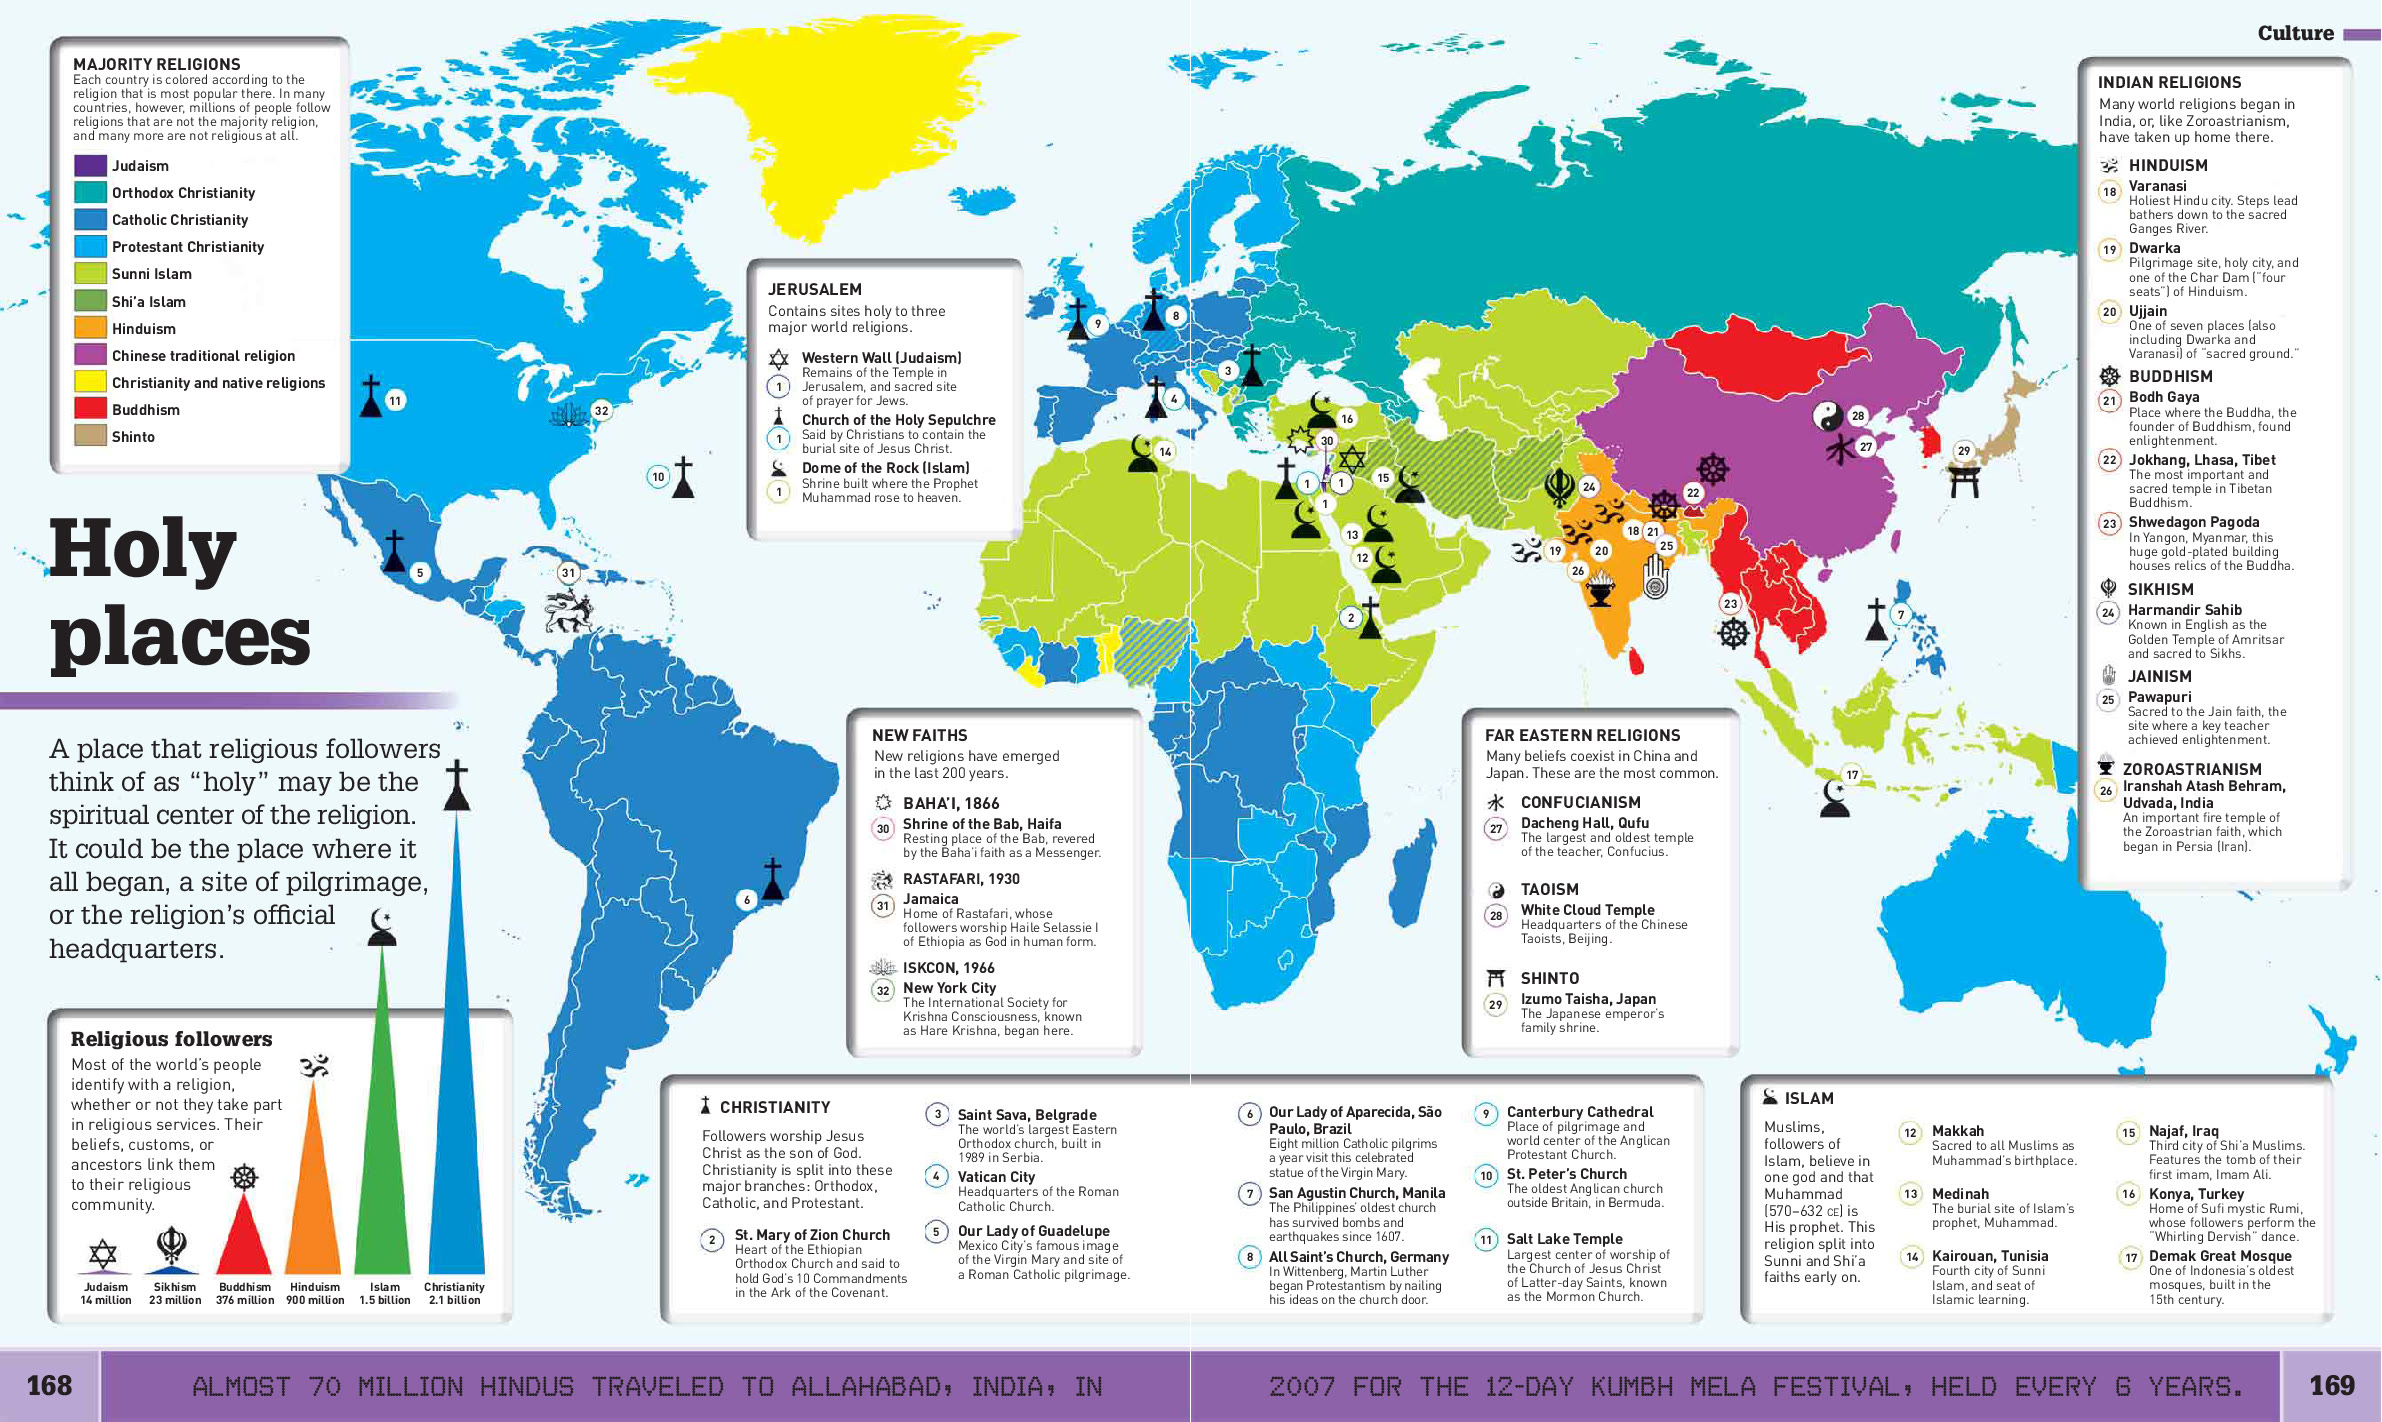 Culture
MAJORITY RELIGIONS
Each country is colored according to the
religion that is most popular there. In many
countries, however, millions of people follow
religions that are not the majority religion,
and many more are not religious at all.
Judaism
Orthodox Christianity
Catholic Christianity
Protestant Christianity
Sunni Islam
Shi'a Islam
Hinduism
Chinese traditional religion
Christianity and native religions
Buddhism
Shinto
Holy
places
A place that religious followers
think of as “holy” may be the
spiritual center of the religion.
It could be the place where it
all began, a site of pilgrimage,
or the religion’s official
headquarters.
Religious followers
Most of the world's people
identify with a religion,
whether or not they take part
in religious services. Their
beliefs, customs, or
ancestors link them
to their religious
community.
Judaism
14 million
Sikhism
23 million
Buddhism
376 million
Hinduism
900 million
Islam
1.5 billion
Christianity
2.1 billion
JERUSALEM
Contains sites holy to three
major world religions.
Western Wall (Judaism)
1
Remains of the Temple in
Jerusalem, and sacred site
of prayer for Jews.
Church of the Holy Sepulchre
1
Said by Christians to contain the
burial site of Jesus Christ.
Dome of the Rock (Islam)
1
Shrine built where the Prophet
Muhammad rose to heaven.
11
32
10
5
31
6
9
8
3
4
14
16
30
1
1
1
15
13
12
2
24
22
18
21
19
20
25
26
23
28
27
29
7
17
NEW FAITHS
New religions have emerged
in the last 200 years.
BAHA'I, 1866
30
Shrine of the Bab, Haifa
Resting place of the Bab, revered
by the Baha'i faith as a Messenger.
RASTAFARI, 1930
31
Jamaica
Home of Rastafari, whose
followers worship Haile Selassie I
of Ethiopia as God in human form.
ISKCON, 1966
32
New York City
The International Society for
Krishna Consciousness, known
as Hare Krishna, began here.
FAR EASTERN RELIGIONS
Many beliefs coexist in China and
Japan. These are the most common.
CONFUCIANISM
27
Dacheng Hall, Qufu
The largest and oldest temple
of the teacher, Confucius.
TAOISM
28
White Cloud Temple
Headquarters of the Chinese
Taoists, Beijing.
SHINTO
29
Izumo Taisha, Japan
The Japanese emperor's
family shrine.
INDIAN RELIGIONS
Many world religions began in
India, or, like Zoroastrianism,
have taken up home there.
HINDUISM
18
Varanasi
Holiest Hindu city. Steps lead
bathers down to the sacred
Ganges River.
19
Dwarka
Pilgrimage site, holy city, and
one of the Char Dam ("four
seats") of Hinduism.
20
Ujjain
One of seven places (also
including Dwarka and
Varanasi) of "sacred ground."
BUDDHISM
21
Bodh Gaya
Place where the Buddha, the
founder of Buddhism, found
enlightenment.
22
Jokhang, Lhasa, Tibet
The most important and
sacred temple in Tibetan
Buddhism.
23
Shwedagon Pagoda
In Yangon, Myanmar, this
huge gold-plated building
houses relics of the Buddha.
SIKHISM
24
Harmandir Sahib
Known in English as the
Golden Temple of Amritsar
and sacred to Sikhs.
JAINISM
25
Pawapuri
Sacred to the Jain faith, the
site where a key teacher
achieved enlightenment.
ZOROASTRIANISM
26
Iranshah Atash Behram,
Udvada, India
An important fire temple of
the Zoroastrian faith, which
began in Persia (Iran).
CHRISTIANITY
Followers worship Jesus
Christ as the son of God.
Christianity is split into these
major branches: Orthodox,
Catholic, and Protestant.
2
St. Mary of Zion Church
Heart of the Ethiopian
Orthodox Church and said to
hold God's 10 Commandments
in the Ark of the Covenant.
3
Saint Sava, Belgrade
The world's largest Eastern
Orthodox church, built in
1989 in Serbia.
4
Vatican City
Headquarters of the Roman
Catholic Church.
5
Our Lady of Guadelupe
Mexico City's famous image
of the Virgin Mary and site of
a Roman Catholic pilgrimage.
6
Our Lady of Aparecida, São
Paulo, Brazil
Eight million Catholic pilgrims
a year visit this celebrated
statue of the Virgin Mary.
7
San Agustin Church, Manila
The Philippines' oldest church
has survived bombs and
earthquakes since 1607.
8
All Saint's Church, Germany
In Wittenberg, Martin Luther
began Protestantism by nailing
his ideas on the church door.
9
Canterbury Cathedral
Place of pilgrimage and
world center of the Anglican
Protestant Church.
10
St. Peter's Church
The oldest Anglican church
outside Britain, in Bermuda.
11
Salt Lake Temple
Largest center of worship of
the Church of Jesus Christ
of Latter-day Saints, known
as the Mormon Church.
ISLAM
Muslims,
followers of
Islam, believe in
one god and that
Muhammad
(570–632 CE) is
His prophet. This
religion split into
Sunni and Shi'a
faiths early on.
12
Makkah
Sacred to all Muslims as
Muhammad's birthplace.
13
Medinah
The burial site of Islam's
prophet, Muhammad.
14
Kairouan, Tunisia
Fourth city of Sunni
Islam, and seat of
Islamic learning.
15
Najaf, Iraq
Third city of Shi'a Muslims.
Features the tomb of their
first imam, Imam Ali.
16
Konya, Turkey
Home of Sufi mystic Rumi,
whose followers perform the
"Whirling Dervish" dance.
17
Demak Great Mosque
One of Indonesia's oldest
mosques, built in the
15th century.
168
ALMOST 70 MILLION HINDUS TRAVELED TO ALLAHABAD, INDIA, IN
2007 FOR THE 12-DAY KUMBH MELA FESTIVAL, HELD EVERY 6 YEARS.
169